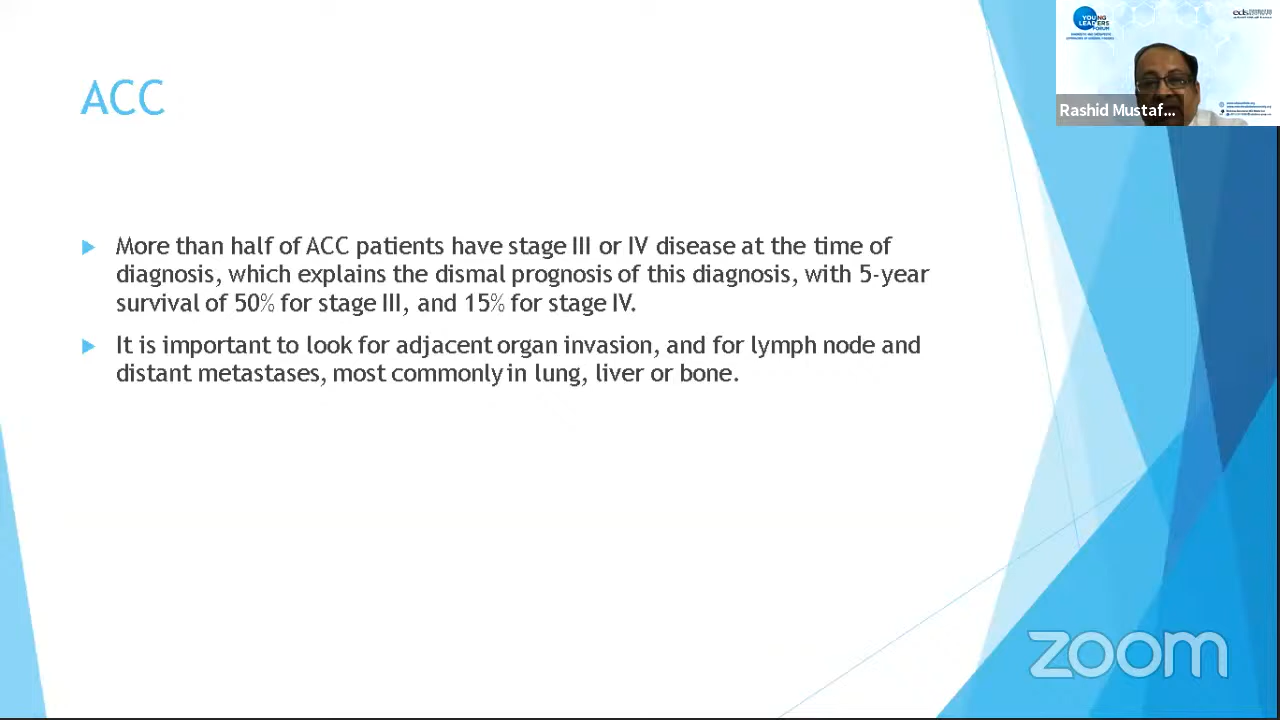 ACC
More than half of ACC patients have stage III or IV disease at the time of
diagnosis, which explains the dismal prognosis of this diagnosis, with 5-year
survival of 50% for stage III, and 15% for stage IV.
It is important to look for adjacent organ invasion, and for lymph node and
distant metastases, most commonly in lung, liver or bone.
YOUNG
LEADERS
FORUM
Rashid Mustaf...
zoom